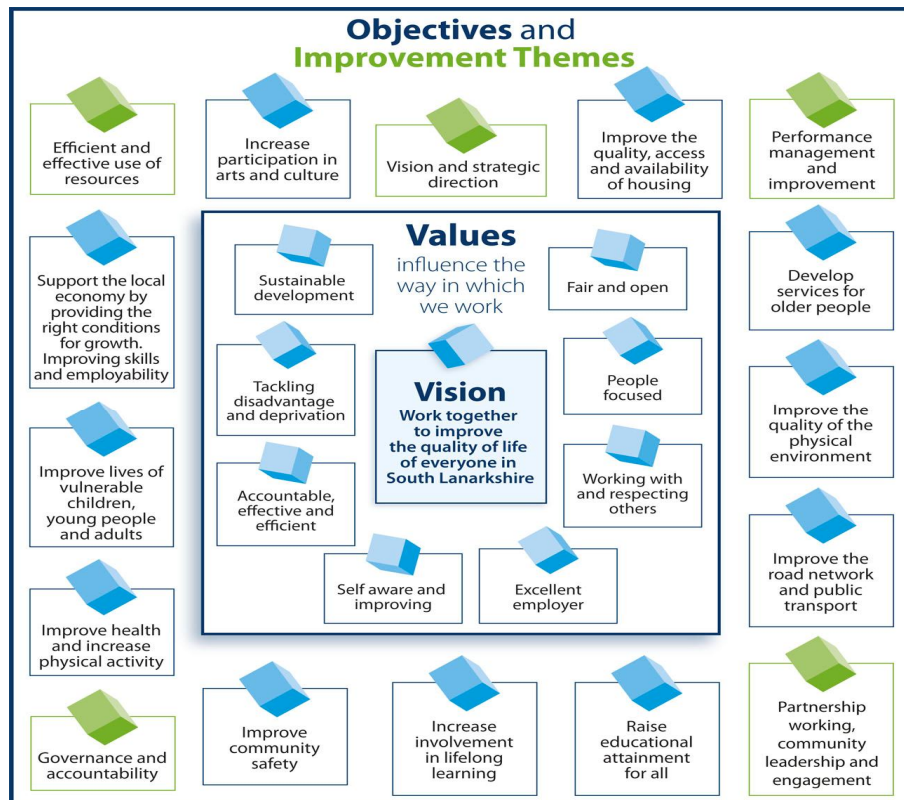 Objectives and
Improvement Themes
Efficient and
effective use of
resources
Increase
participation in
arts and culture
Vision and strategic
direction
Improve the
quality, access
and availability
of housing
Performance
management
and
improvement
Support the local
economy by
providing the
right conditions
for growth.
Improving skills
and employability
Values
influence the
way in which
we work
Sustainable
development
Fair and open
Develop
services for
older people
Tackling
disadvantage
and deprivation
Vision
Work together
to improve
the quality of life
of everyone in
South Lanarkshire
People
focused
Improve the
quality of the
physical
environment
Improve lives of
vulnerable
children,
young people
and adults
Accountable,
effective and
efficient
Working with
and respecting
others
Self aware and
improving
Excellent
employer
Improve the
road network
and public
transport
Improve health
and increase
physical activity
Governance and
accountability
Improve
community
safety
Increase
involvement
in lifelong
learning
Raise
educational
attainment
for all
Partnership
working,
community
leadership and
engagement